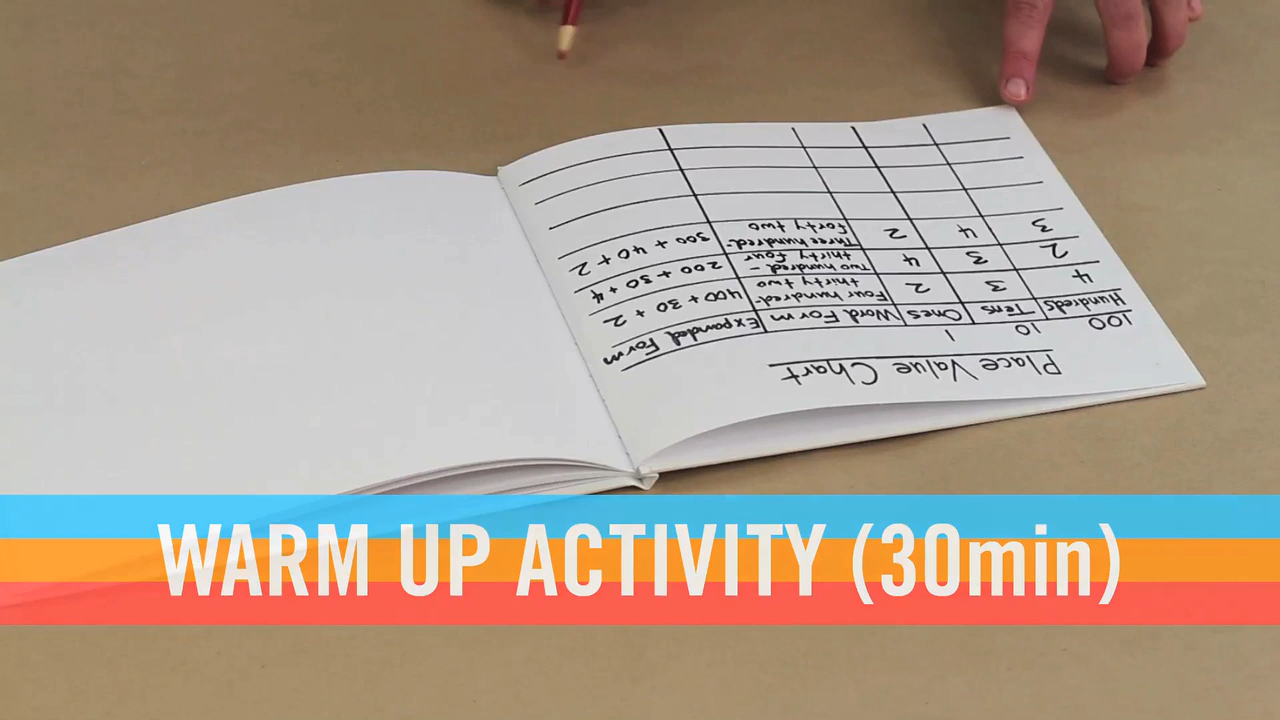 Place Value Chart
100 10 1
Hundreds Tens Ones Word Form Expanded Form
4 3 2 Four hundred- thirty two 400 + 30 + 2
2 3 4 Two hundred- thirty four 200 + 30 + 4
3 4 2 Three hundred- forty two 300 + 40 + 2
WARM UP ACTIVITY (30min)